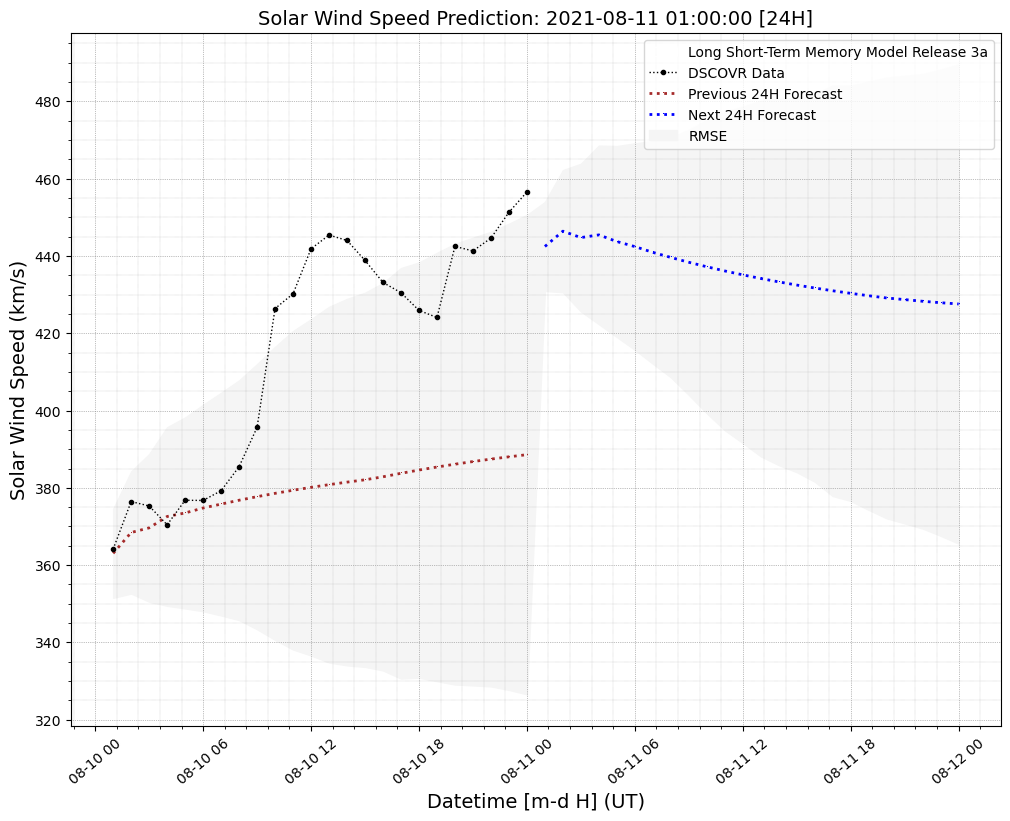 Solar Wind Speed Prediction: 2021-08-11 01:00:00 [24H]
Long Short-Term Memory Model Release 3a
DSCOVR Data
Previous 24H Forecast
Next 24H Forecast
RMSE
Solar Wind Speed (km/s)
480
460
440
420
400
380
360
340
320
08-10 00
08-10 06
08-10 12
08-10 18
08-11 00
08-11 06
08-11 12
08-11 18
08-12 00
Datetime [m-d H] (UT)